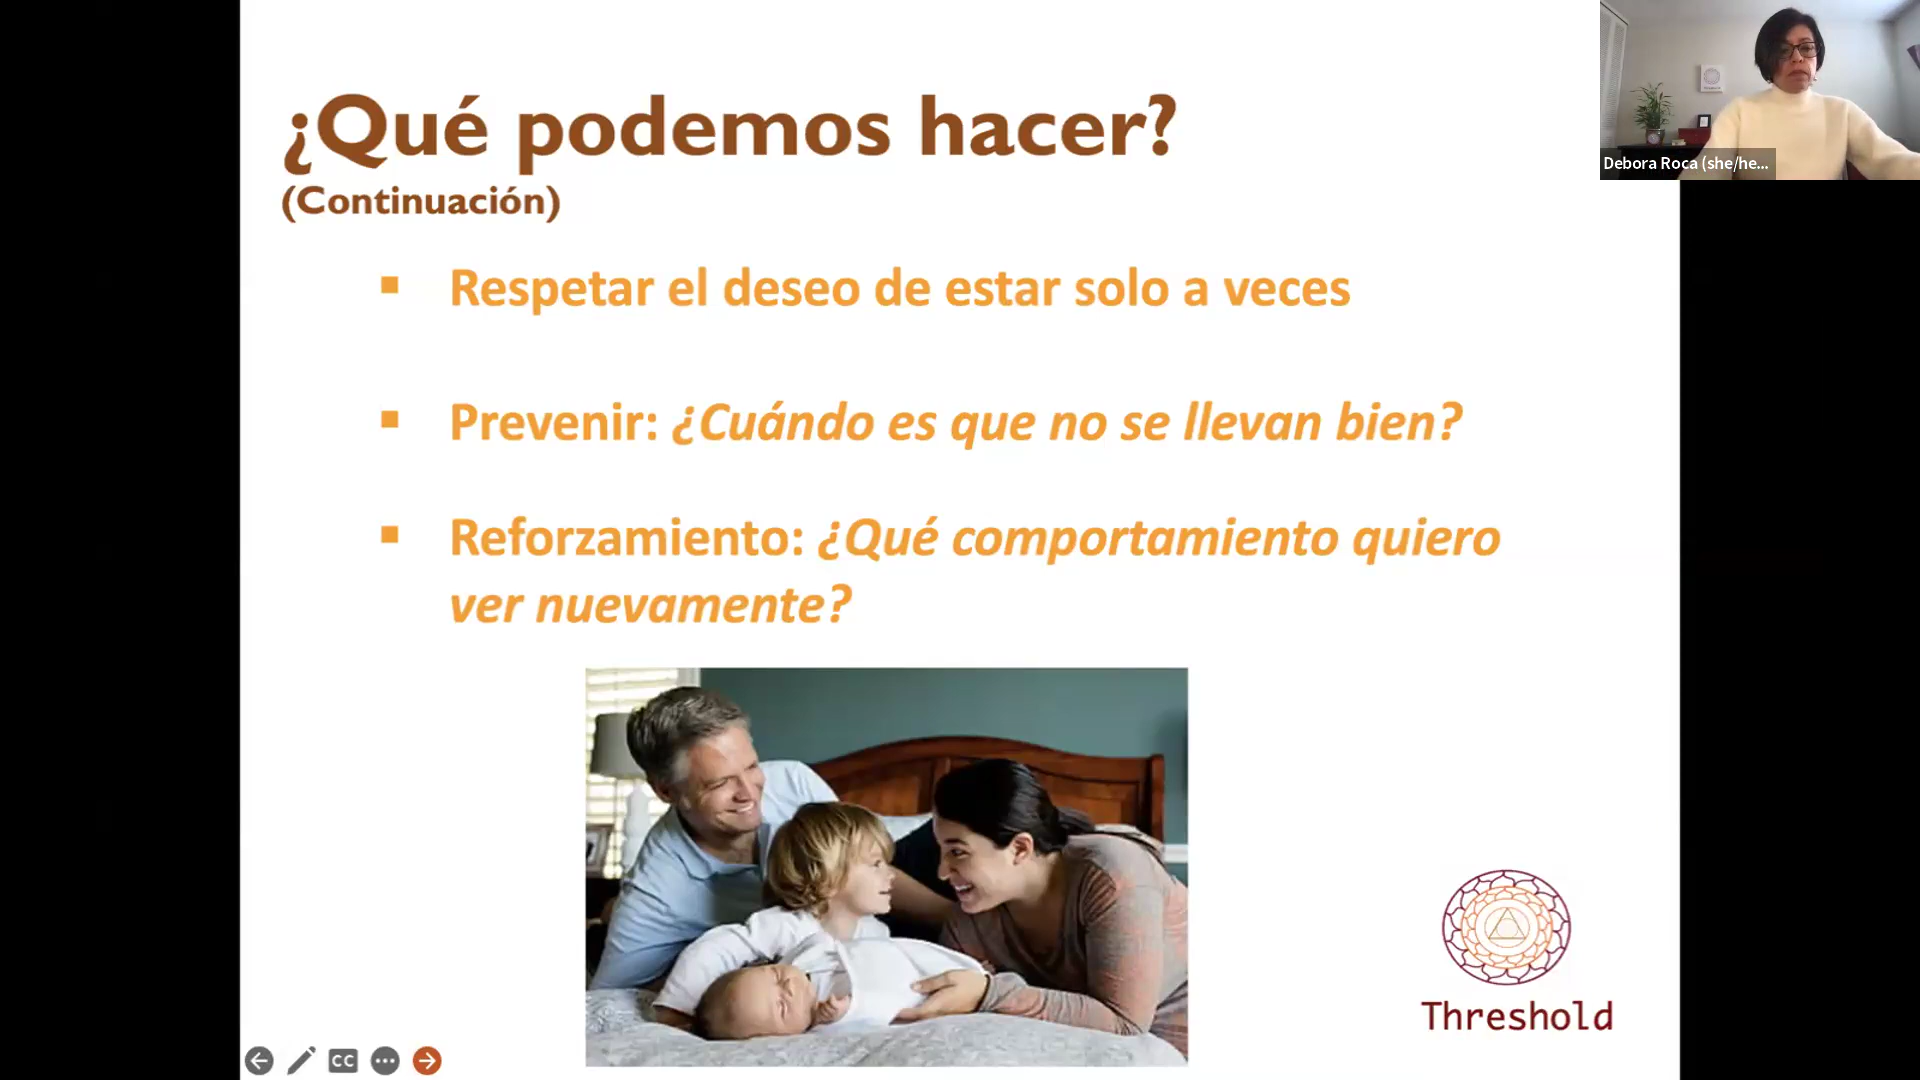 ¿Qué podemos hacer?
(Continuación)
Debora Roca (she/he...
▪ Respetar el deseo de estar solo a veces
▪ Prevenir: ¿Cuándo es que no se llevan bien?
▪ Reforzamiento: ¿Qué comportamiento quiero
ver nuevamente?
Threshold
CC